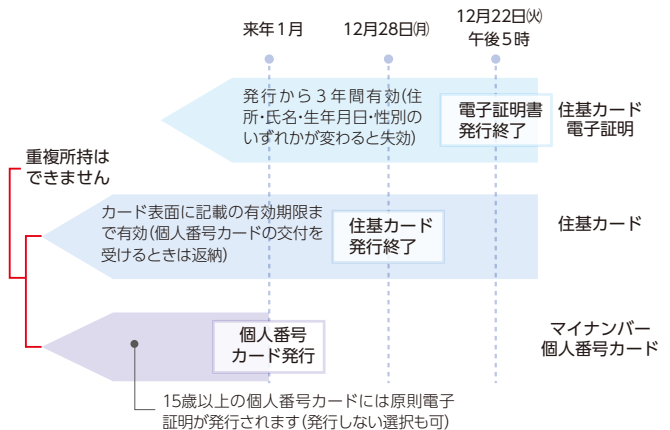 来年1月
12月28日㈪
12月22日㈫
午後5時
発行から3年間有効(住
所・氏名・生年月日・性別の
いずれかが変わると失効)
電子証明書
発行終了
住基カード
電子証明
重複所持は
できません
カード表面に記載の有効期限ま
で有効(個人番号カードの交付を
受けるときは返納)
住基カード
発行終了
住基カード
個人番号
カード発行
マイナンバー
個人番号カード
15歳以上の個人番号カードには原則電子
証明が発行されます(発行しない選択も可)